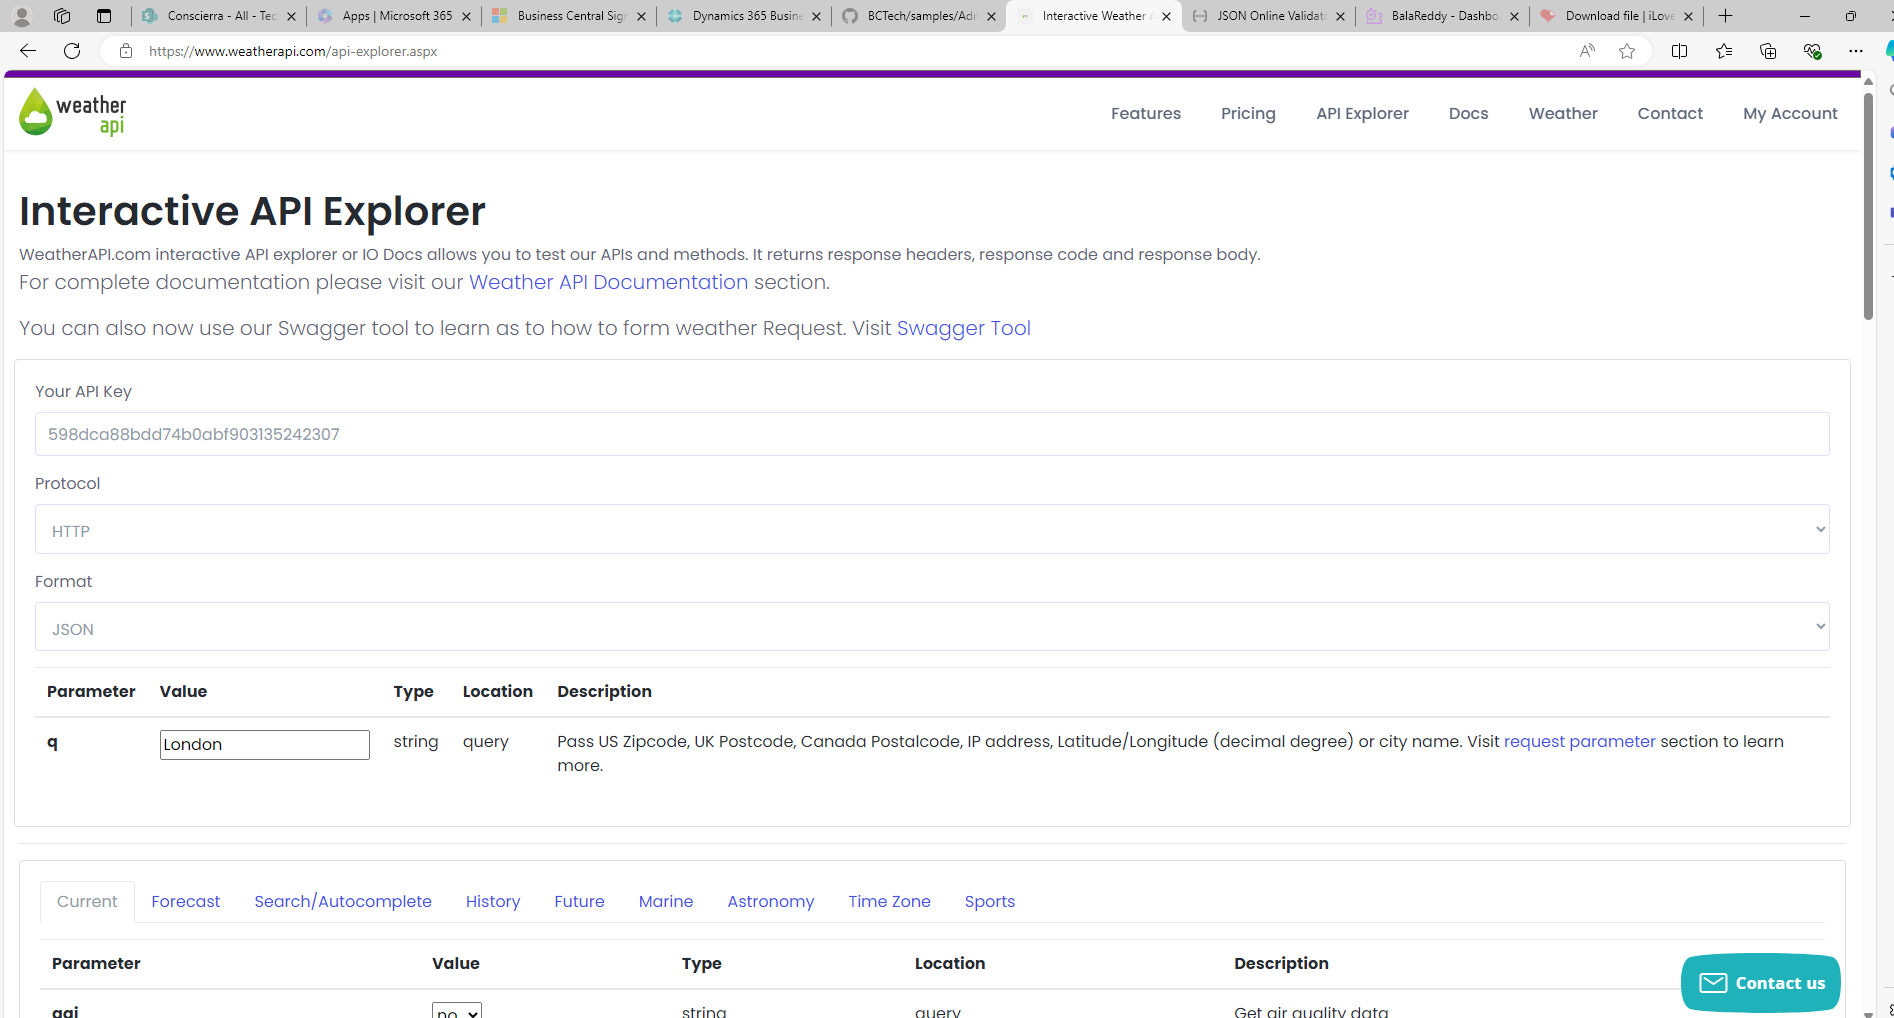 Conscierra - All - Tec
Apps | Microsoft 365
Business Central Sig
Dynamics 365 Busine
BCTech/samples/Adm
Interactive Weather A
JSON Online Validato
BalaReddy - Dashbo
Download file | iLove
https://www.weatherapi.com/api-explorer.aspx
weather
api
Features
Pricing
API Explorer
Docs
Weather
Contact
My Account
Interactive API Explorer
WeatherAPI.com interactive API explorer or IO Docs allows you to test our APIs and methods. It returns response headers, response code and response body.
For complete documentation please visit our Weather API Documentation section.
You can also now use our Swagger tool to learn as to how to form weather Request. Visit Swagger Tool
Your API Key
598dca88bdd74b0abf903135242307
Protocol
HTTP
Format
JSON
Parameter Value Type Location Description
q London string query Pass US Zipcode, UK Postcode, Canada Postalcode, IP address, Latitude/Longitude (decimal degree) or city name. Visit request parameter section to learn
more.
Current Forecast Search/Autocomplete History Future Marine Astronomy Time Zone Sports
Parameter Value Type Location Description
aqi no string query Get air quality data
Contact us